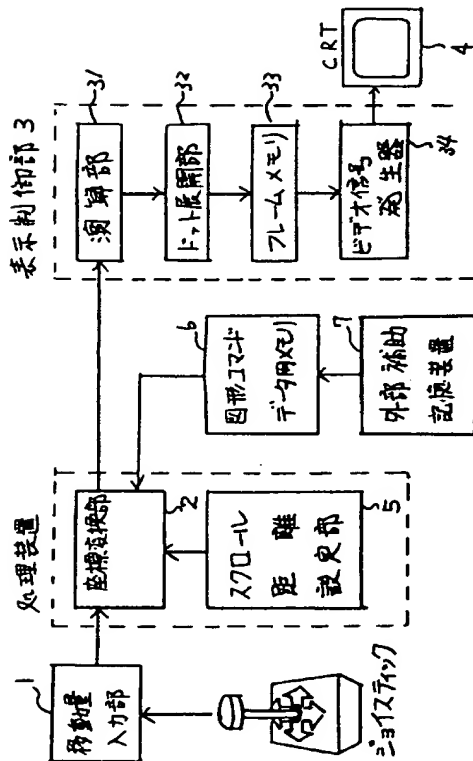 処理装置
表示制御部 3
1
移動量
入力部
座標変換部
2
演算部
31
ドット展開部
32
図形コマンド
データ用メモリ
6
スクロール
距離
設定部
5
フレームメモリ
33
ジョイスティック
外部補助
記憶装置
7
ビデオ信号
発生器
34
CRT
4